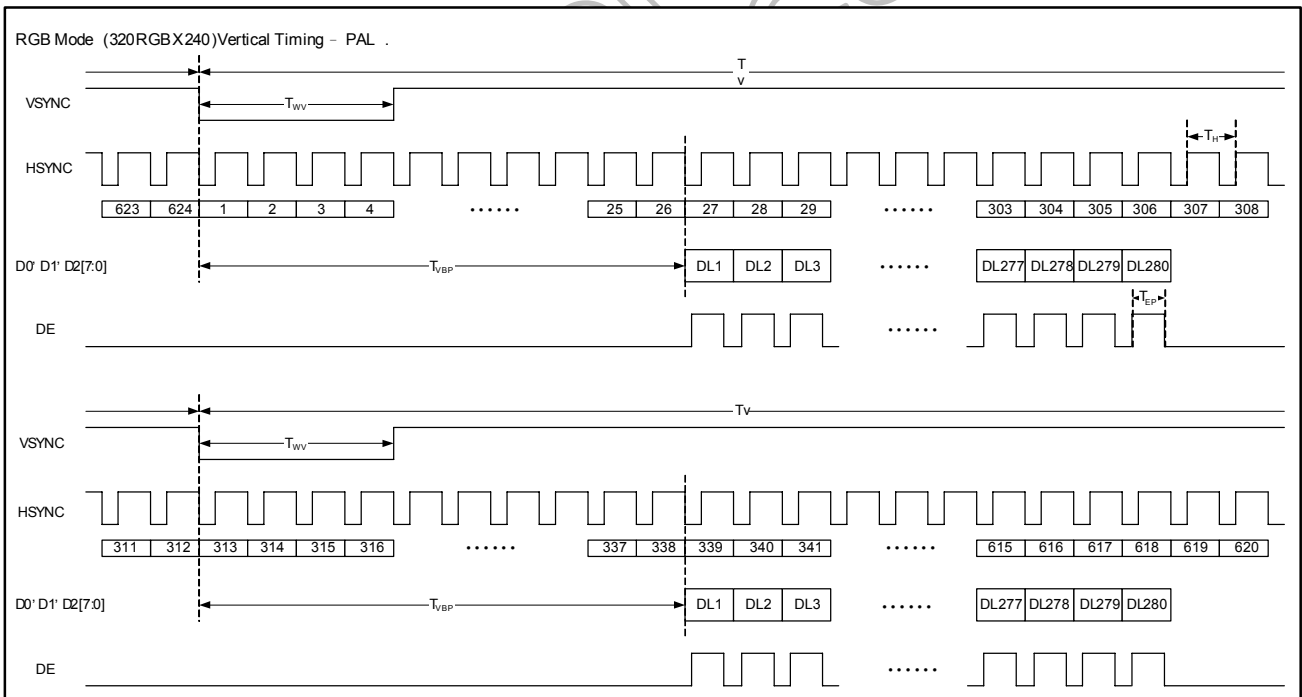 RGB Mode (320RGBX240)Vertical Timing – PAL .
T
v
VSYNC
TWV
TH
HSYNC
623 624 1 2 3 4 ...... 25 26 27 28 29 ...... 303 304 305 306 307 308
D0' D1' D2[7:0]
TVBP
DL1 DL2 DL3 ...... DL277 DL278 DL279 DL280
TEP
DE
......
Tv
VSYNC
TWV
HSYNC
311 312 313 314 315 316 ...... 337 338 339 340 341 ...... 615 616 617 618 619 620
D0' D1' D2[7:0]
TVBP
DL1 DL2 DL3 ...... DL277 DL278 DL279 DL280
DE
......